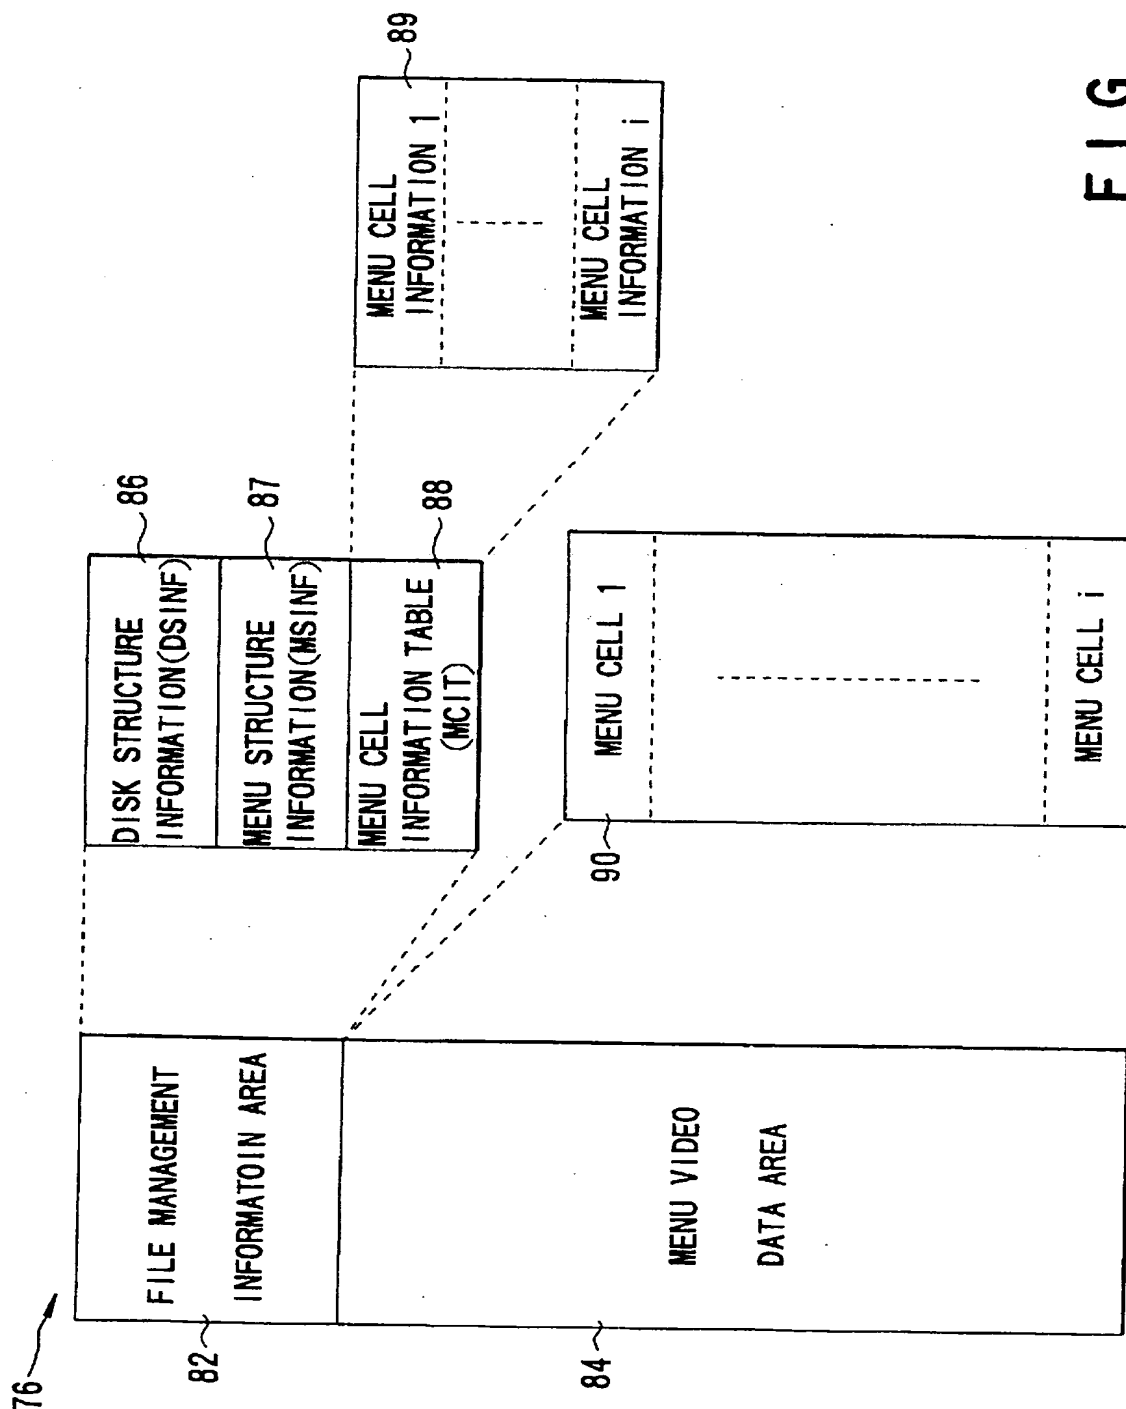 76
FILE MANAGEMENT
INFORMATOIN AREA
82
MENU VIDEO
DATA AREA
84
DISK STRUCTURE
INFORMATION(DSINF)
86
MENU STRUCTURE
INFORMATION(MSINF)
87
MENU CELL
INFORMATION TABLE
(MCIT)
88
MENU CELL 1
90
MENU CELL i
MENU CELL
INFORMATION 1
89
MENU CELL
INFORMATION i
FIG